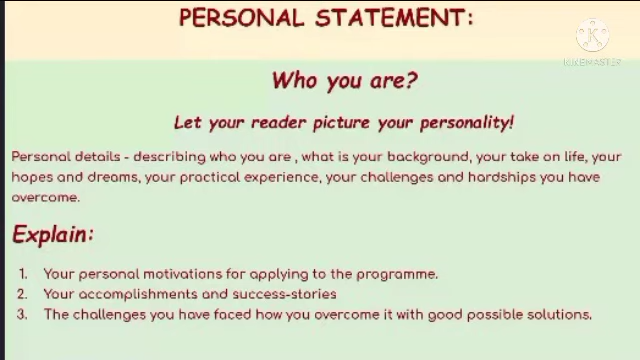 PERSONAL STATEMENT:
KINEMASTER
Who you are?
Let your reader picture your personality!
Personal details - describing who you are , what is your background, your take on life, your
hopes and dreams, your practical experience, your challenges and hardships you have
overcome.
Explain:
1. Your personal motivations for applying to the programme.
2. Your accomplishments and success-stories
3. The challenges you have faced how you overcome it with good possible solutions.